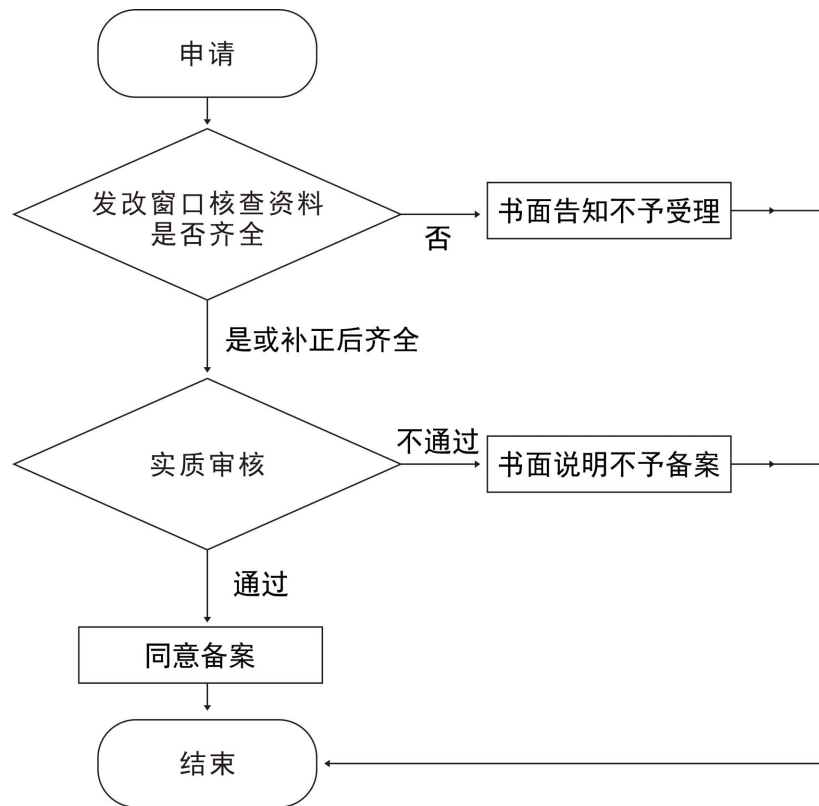 申请
发改窗口核查资料
是否齐全
否
书面告知不予受理
是或补正后齐全
实质审核
不通过
书面说明不予备案
通过
同意备案
结束